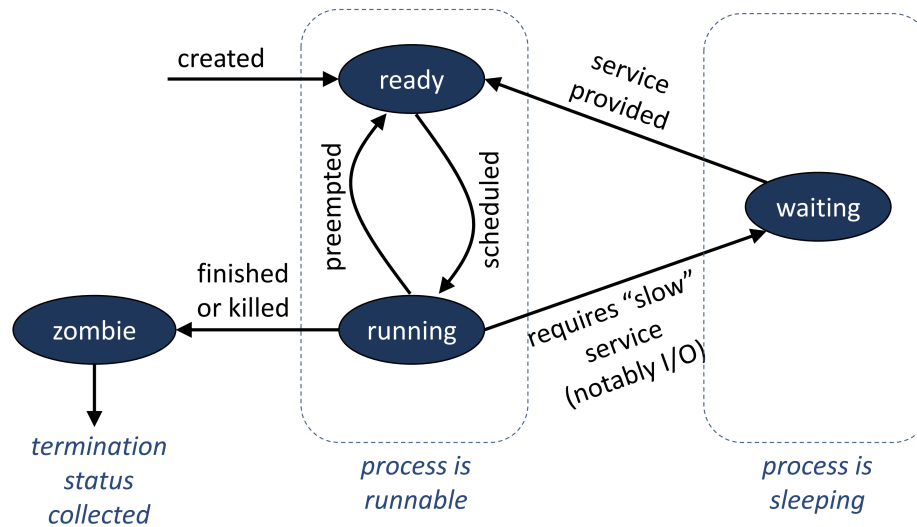 created
ready
service
provided
preempted
scheduled
waiting
finished
or killed
zombie
running
requires “slow”
service
(notably I/O)
termination
status
collected
process is
runnable
process is
sleeping